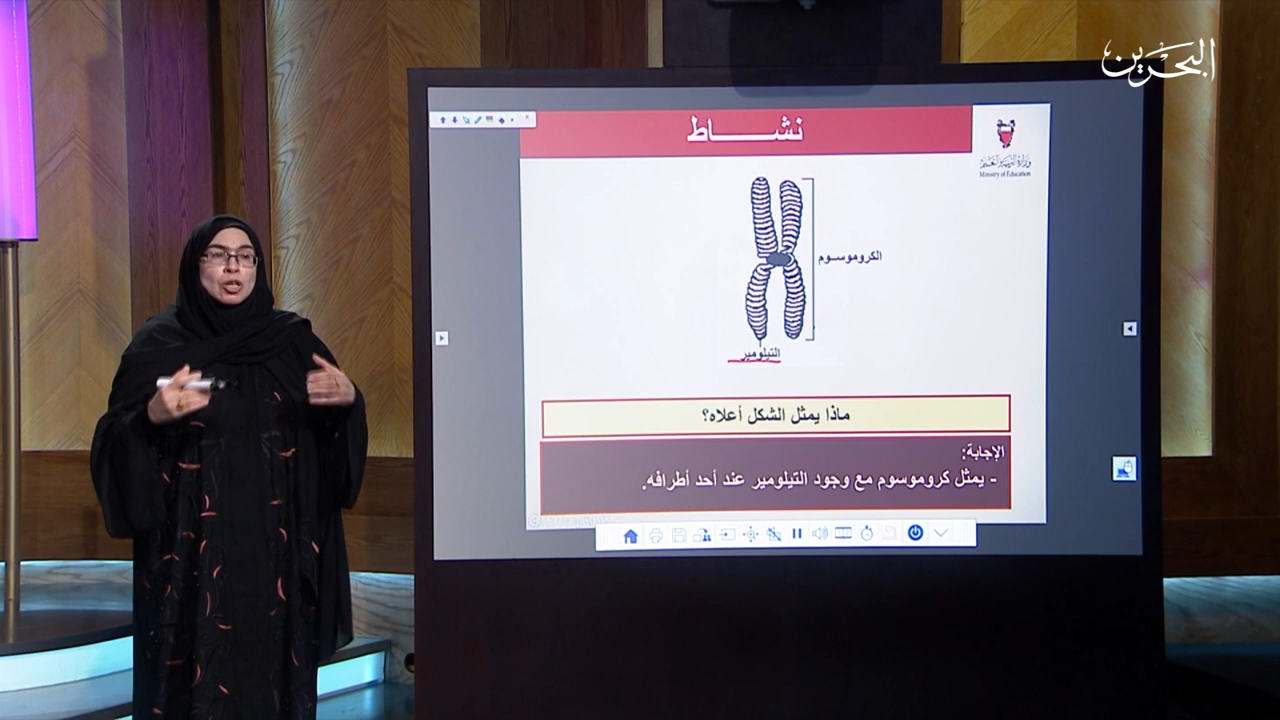 البحرين
نشـــــــاط
وزارة التربية والتعليم
Ministry of Education
الكروموسوم
التيلومير
ماذا يمثل الشكل أعلاه؟
الإجابة:
- يمثل كروموسوم مع وجود التيلومير عند أحد أطرافه.